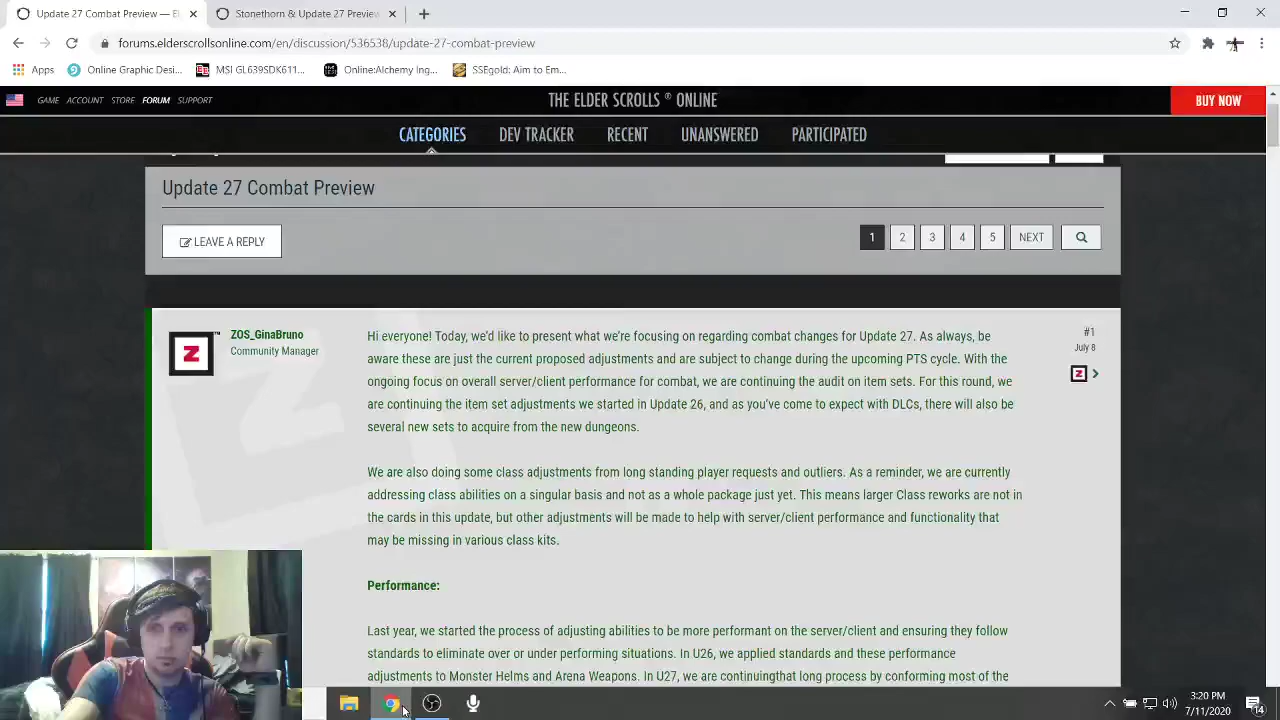 Update 27 Combat Preview — E
Update 27 Combat Preview
forums.elderscrollsonline.com/en/discussion/536538/update-27-combat-preview
Apps
Online Graphic Desi...
MSI GL639SDK611...
Online:Alchemy Ing...
SSEgold: Aim to Em...
GAME ACCOUNT STORE FORUM SUPPORT
THE ELDER SCROLLS ® ONLINE
BUY NOW
CATEGORIES DEV TRACKER RECENT UNANSWERED PARTICIPATED
Update 27 Combat Preview
LEAVE A REPLY
1 2 3 4 5 NEXT
ZOS_GinaBruno
Community Manager
#1
July 8
Hi everyone! Today, we'd like to present what we're focusing on regarding combat changes for Update 27. As always, be
aware these are just the current proposed adjustments and are subject to change during the upcoming PTS cycle. With the
ongoing focus on overall server/client performance for combat, we are continuing the audit on item sets. For this round, we
are continuing the item set adjustments we started in Update 26, and as you've come to expect with DLCs, there will also be
several new sets to acquire from the new dungeons.
We are also doing some class adjustments from long standing player requests and outliers. As a reminder, we are currently
addressing class abilities on a singular basis and not as a whole package just yet. This means larger Class reworks are not in
the cards in this update, but other adjustments will be made to help with server/client performance and functionality that
may be missing in various class kits.
Performance:
Last year, we started the process of adjusting abilities to be more performant on the server/client and ensuring they follow
standards to eliminate over or under performing situations. In U26, we applied standards and these performance
adjustments to Monster Helms and Arena Weapons. In U27, we are continuingthat long process by conforming most of the
3:20 PM
7/11/2020
4